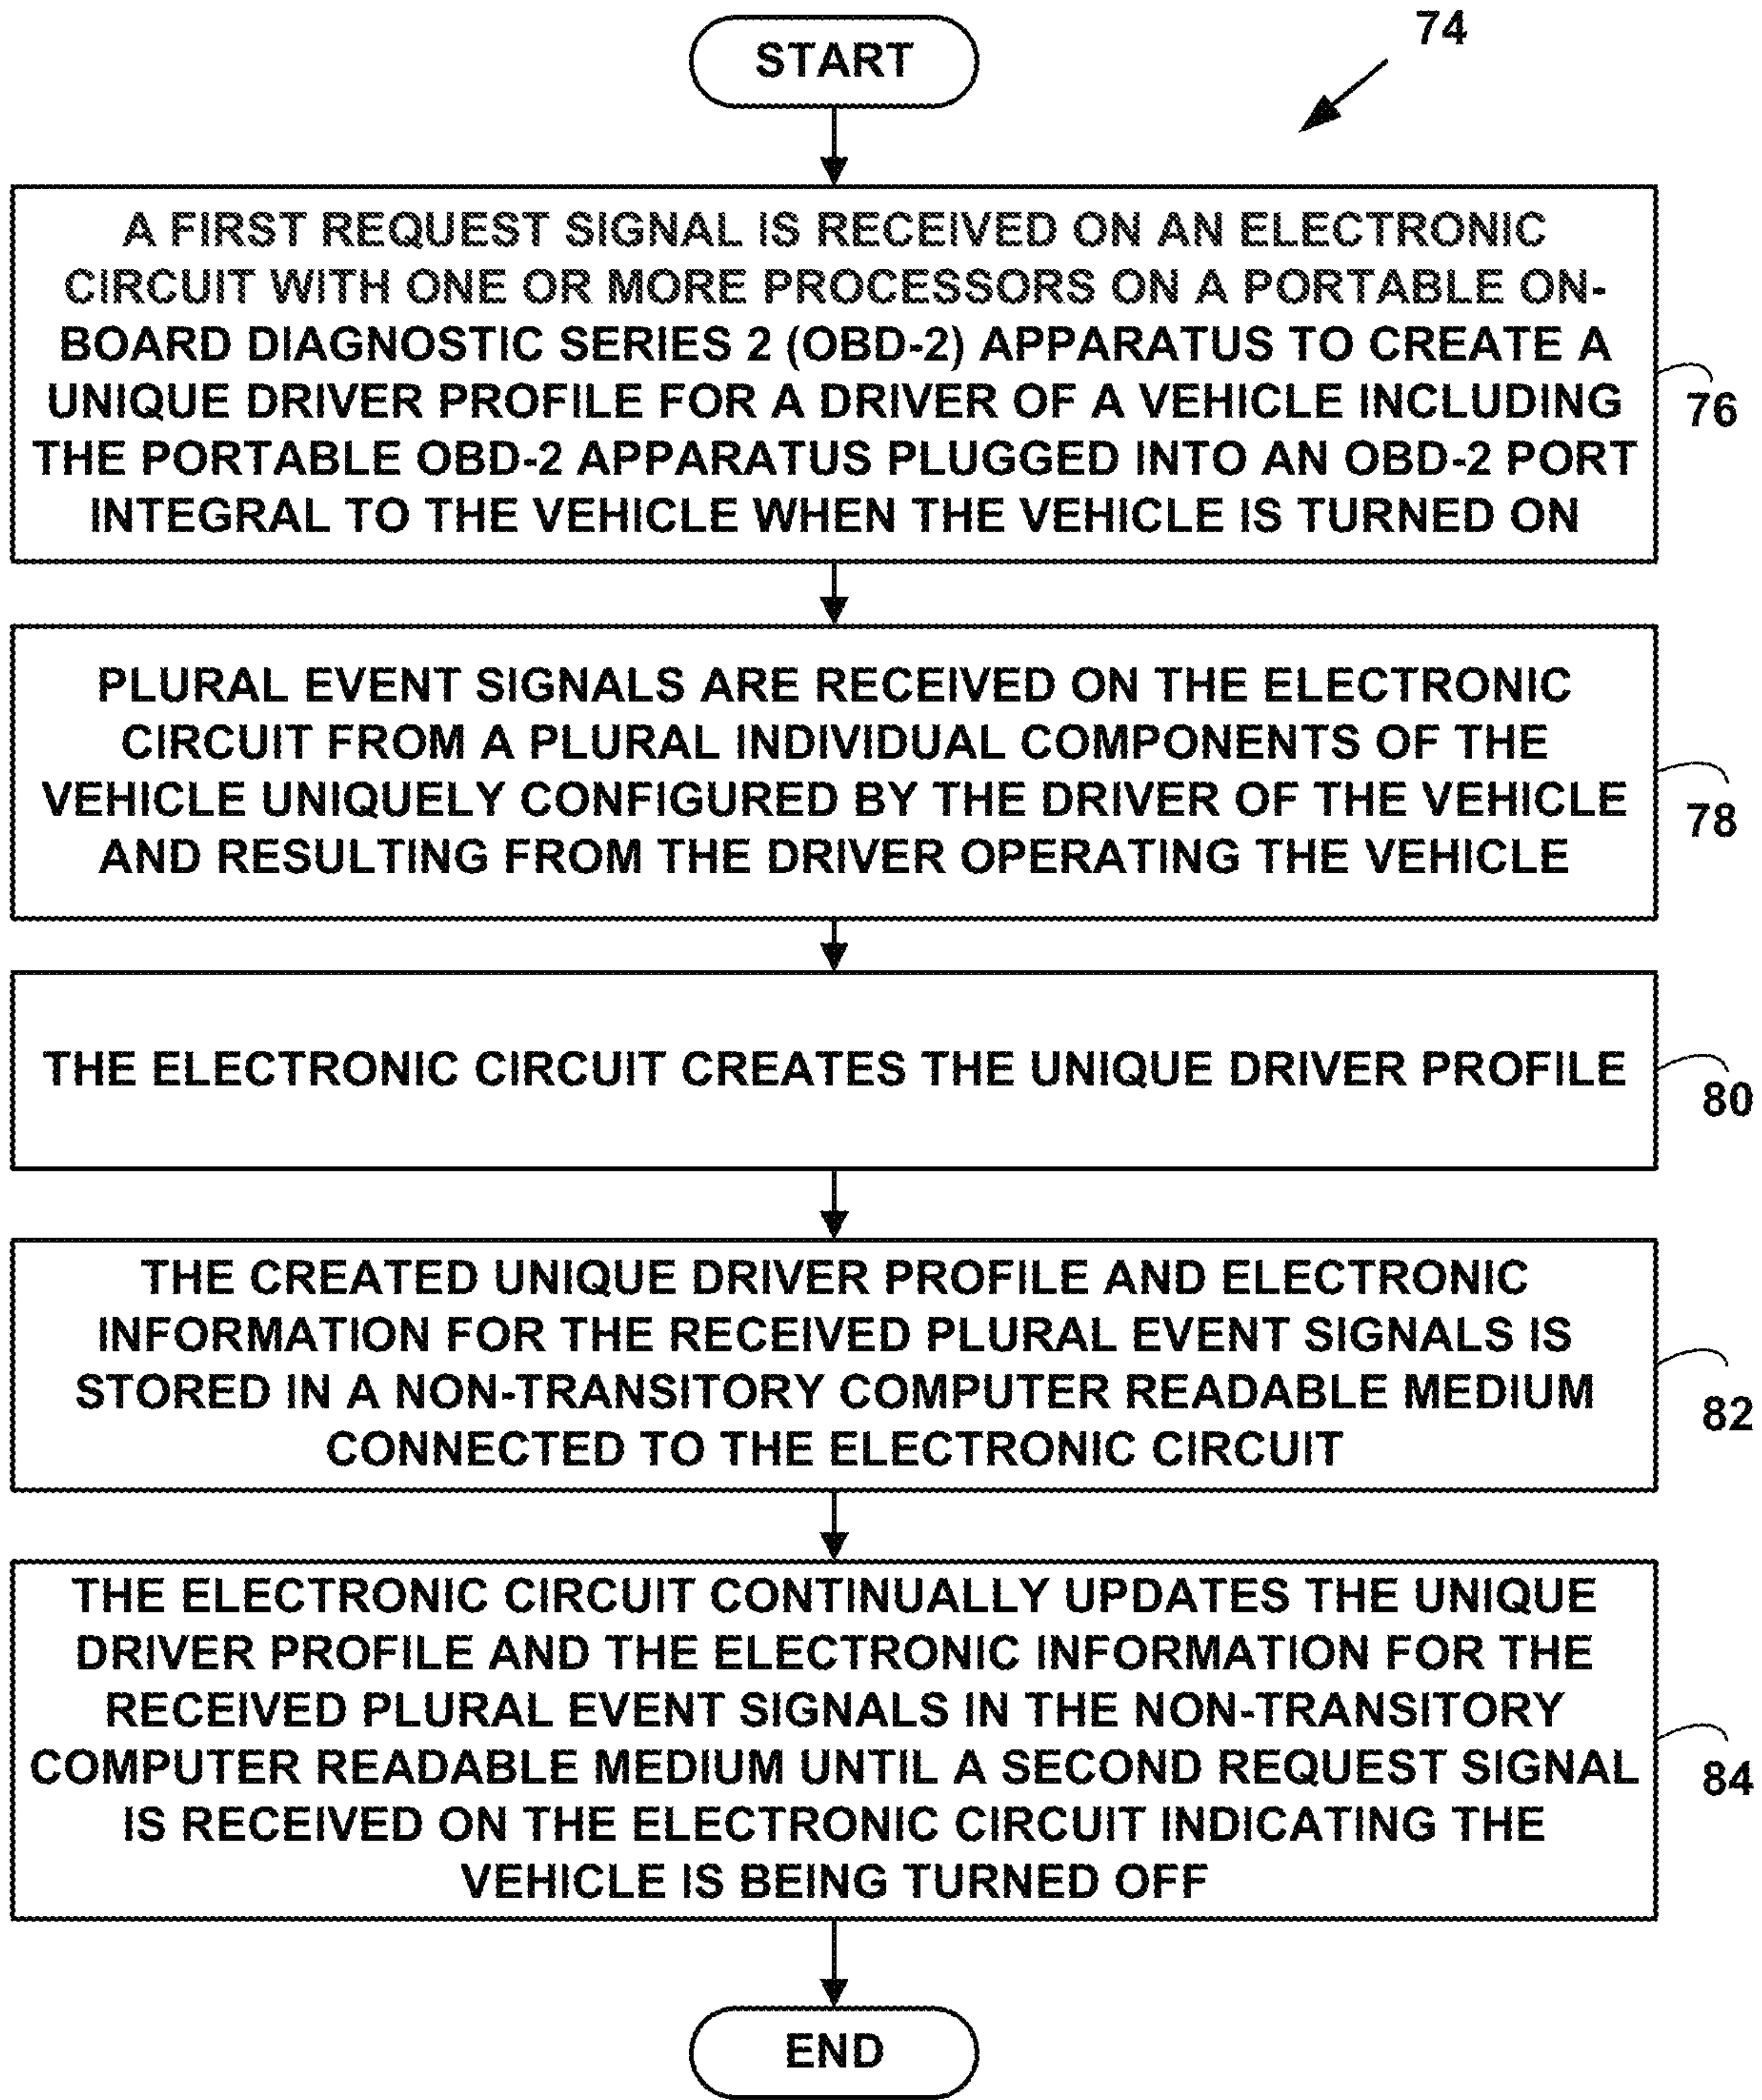 74
START
A FIRST REQUEST SIGNAL IS RECEIVED ON AN ELECTRONIC
CIRCUIT WITH ONE OR MORE PROCESSORS ON A PORTABLE ON-
BOARD DIAGNOSTIC SERIES 2 (OBD-2) APPARATUS TO CREATE A
UNIQUE DRIVER PROFILE FOR A DRIVER OF A VEHICLE INCLUDING
THE PORTABLE OBD-2 APPARATUS PLUGGED INTO AN OBD-2 PORT
INTEGRAL TO THE VEHICLE WHEN THE VEHICLE IS TURNED ON
76
PLURAL EVENT SIGNALS ARE RECEIVED ON THE ELECTRONIC
CIRCUIT FROM A PLURAL INDIVIDUAL COMPONENTS OF THE
VEHICLE UNIQUELY CONFIGURED BY THE DRIVER OF THE VEHICLE
AND RESULTING FROM THE DRIVER OPERATING THE VEHICLE
78
THE ELECTRONIC CIRCUIT CREATES THE UNIQUE DRIVER PROFILE
80
THE CREATED UNIQUE DRIVER PROFILE AND ELECTRONIC
INFORMATION FOR THE RECEIVED PLURAL EVENT SIGNALS IS
STORED IN A NON-TRANSITORY COMPUTER READABLE MEDIUM
CONNECTED TO THE ELECTRONIC CIRCUIT
82
THE ELECTRONIC CIRCUIT CONTINUALLY UPDATES THE UNIQUE
DRIVER PROFILE AND THE ELECTRONIC INFORMATION FOR THE
RECEIVED PLURAL EVENT SIGNALS IN THE NON-TRANSITORY
COMPUTER READABLE MEDIUM UNTIL A SECOND REQUEST SIGNAL
IS RECEIVED ON THE ELECTRONIC CIRCUIT INDICATING THE
VEHICLE IS BEING TURNED OFF
84
END